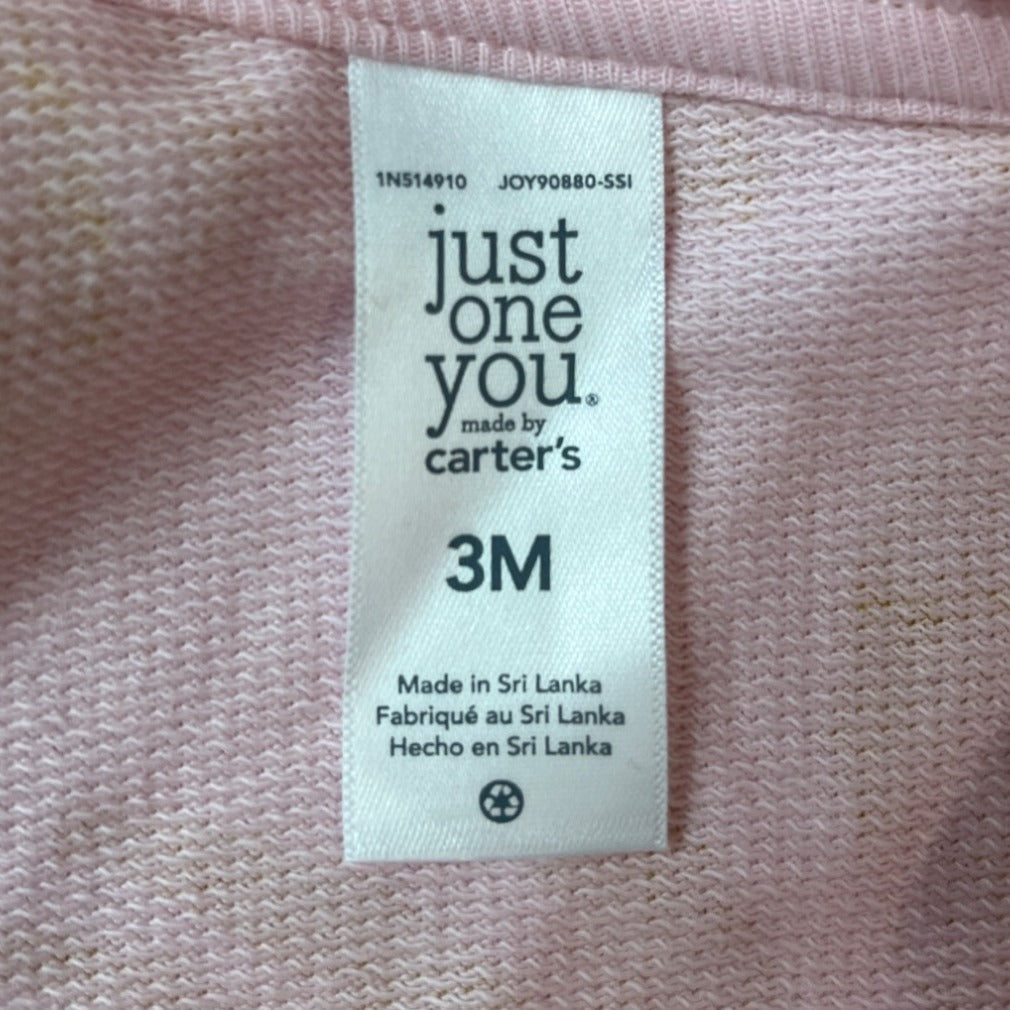 1N514910 JOY90880-SSI
just
one
you®
made by
carter's
3M
Made in Sri Lanka
Fabriqué au Sri Lanka
Hecho en Sri Lanka